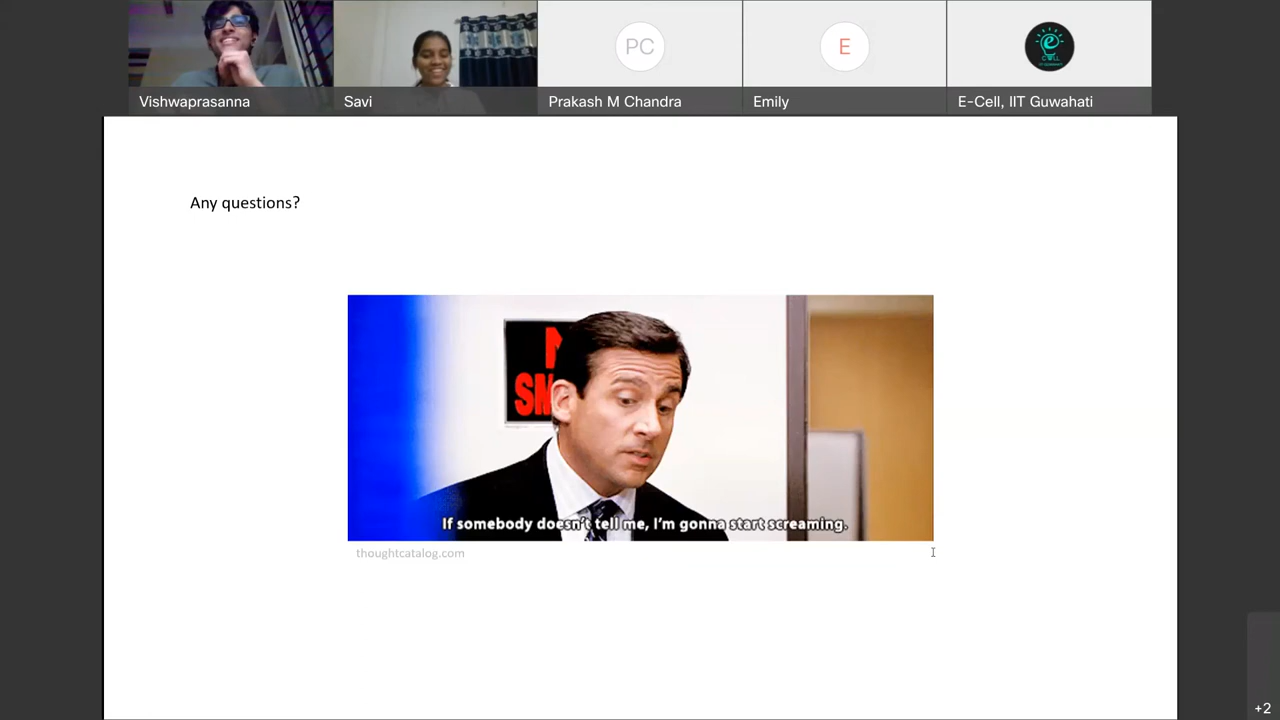 Vishwaprasanna
Savi
PC
Prakash M Chandra
E
Emily
e
E-Cell, IIT Guwahati
Any questions?
SM
If somebody doesn't tell me, I'm gonna start screaming.
thoughtcatalog.com
+2